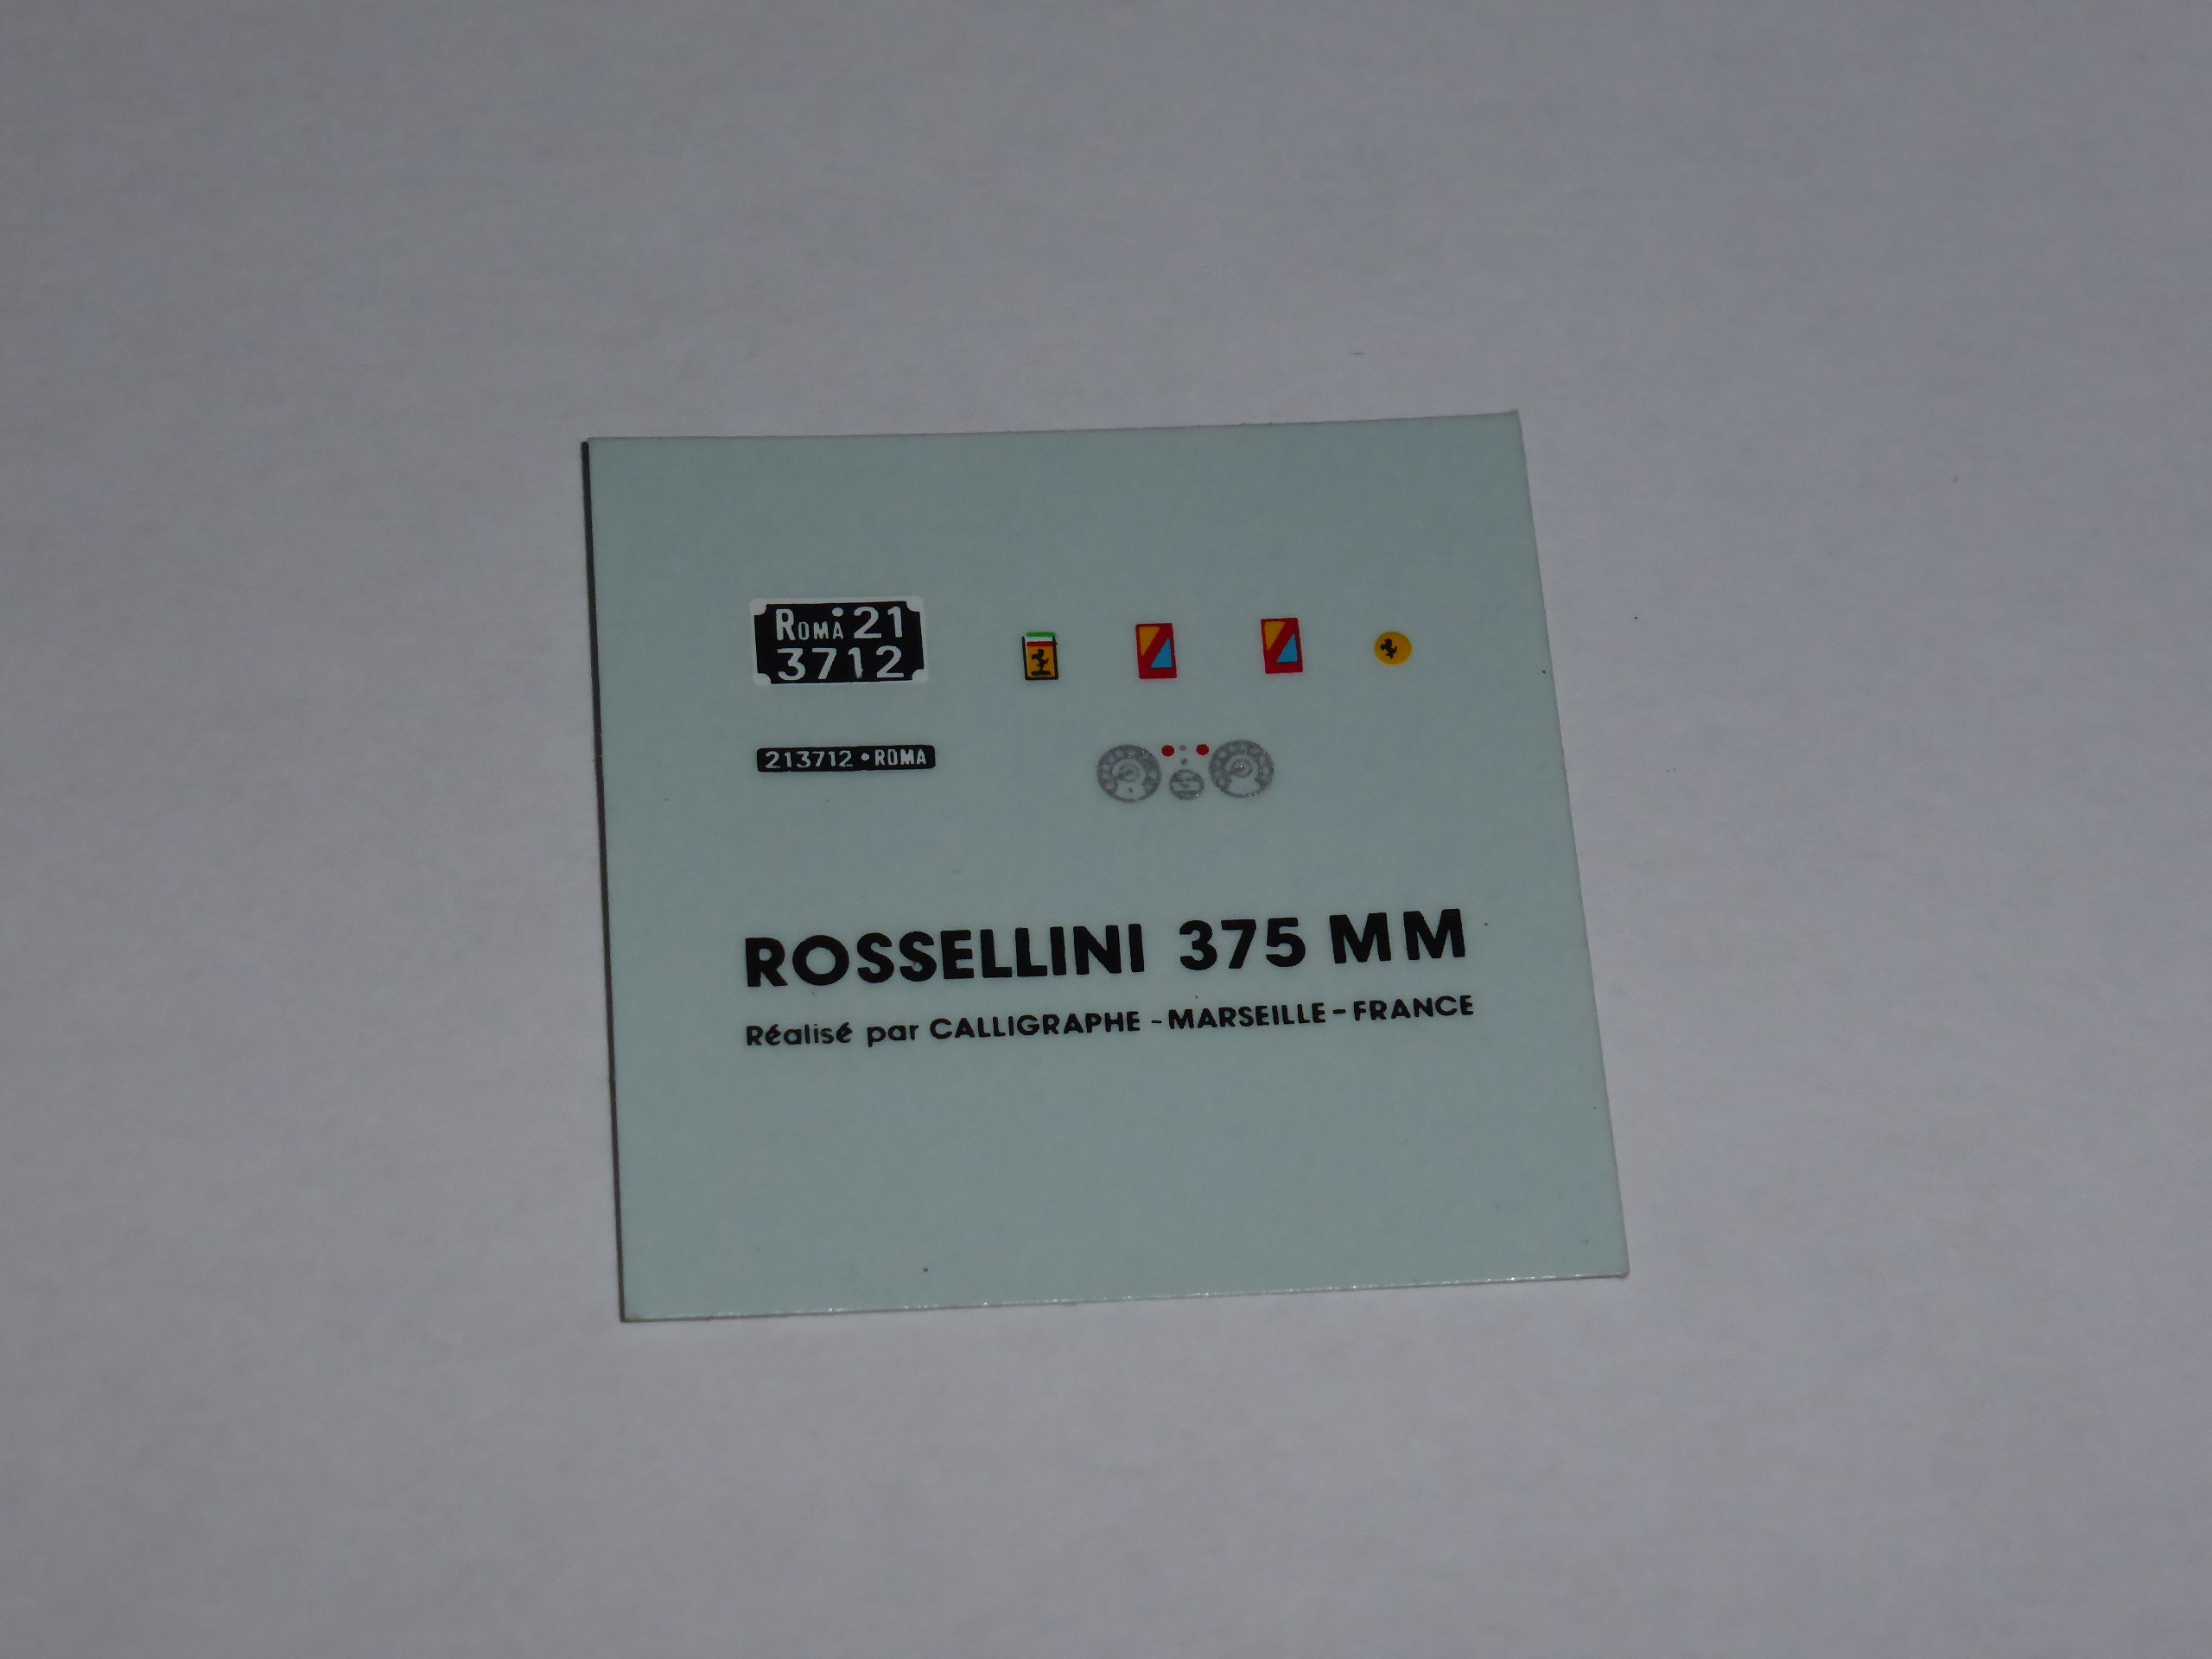 ROMA • 21
3712
213712 • ROMA
ROSSELLINI 375 MM
Réalisé par CALLIGRAPHE - MARSEILLE - FRANCE